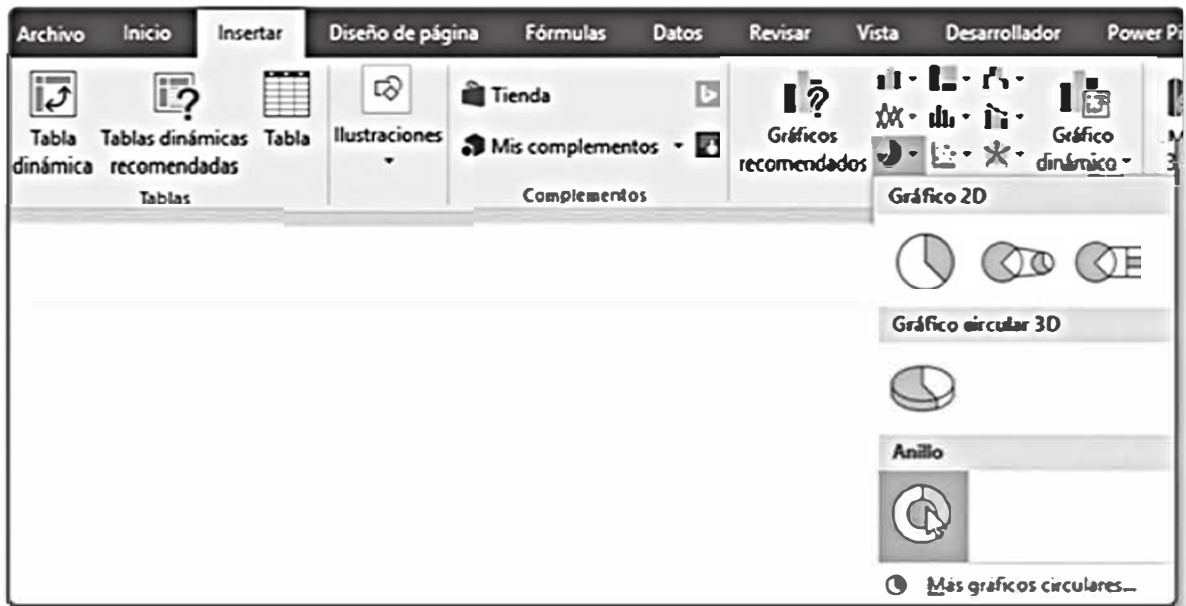 Archivo Inicio Insertar Diseño de página Fórmulas Datos Revisar Vista Desarrollador Power
Tabla dinámica
Tablas dinámicas recomendadas
Tabla
Tablas
Ilustraciones
Tienda
Mis complementos
Complementos
Gráficos recomendados
Gráfico dinámico
Gráfico 2D
Gráfico circular 3D
Anillo
Más gráficos circulares...